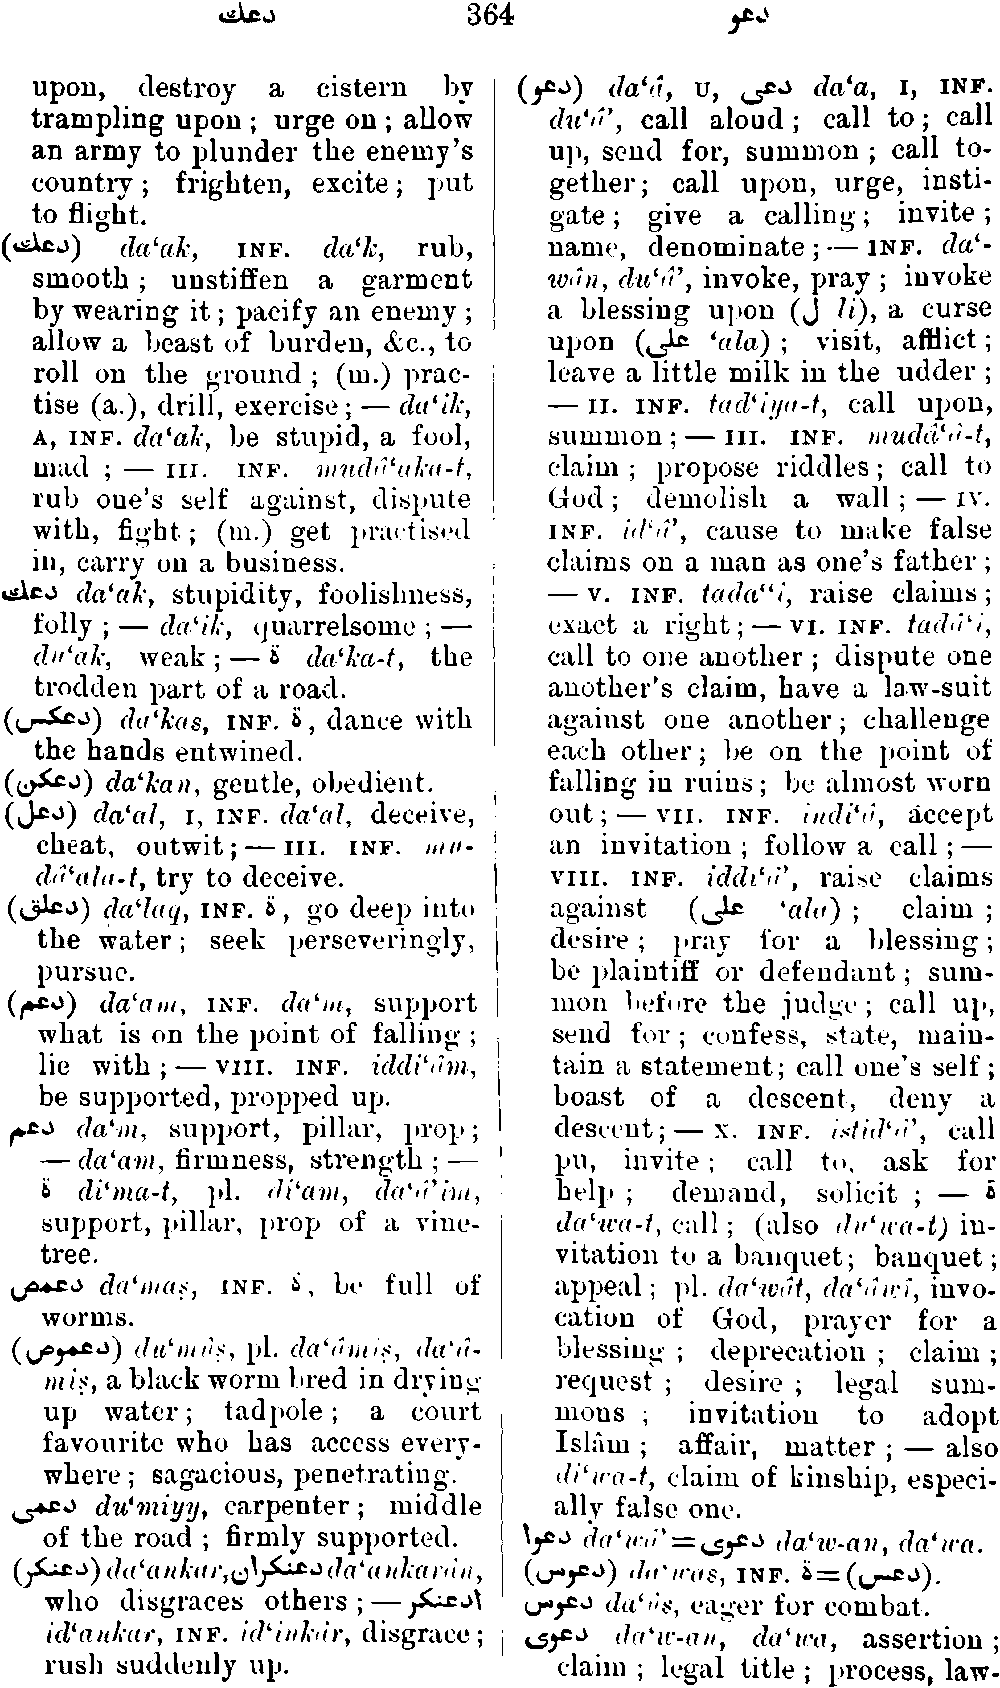 دعك 364 دعو
upon, destroy a cistern by
trampling upon ; urge on ; allow
an army to plunder the enemy's
country ; frighten, excite ; put
to flight.
(دعك) da‘ak, INF. da‘k, rub,
smooth ; unstiffen a garment
by wearing it ; pacify an enemy ;
allow a beast of burden, &c., to
roll on the ground ; (m.) prac-
tise (a.), drill, exercise ; — da‘ik,
A, INF. da‘ak, be stupid, a fool,
mad ; — III. INF. mudâ‘aka-t,
rub one's self against, dispute
with, fight ; (m.) get practised
in, carry on a business.
دعك da‘ak, stupidity, foolishness,
folly ; — da‘ik, quarrelsome ; —
du‘ak, weak ; — ة da‘ka-t, the
trodden part of a road.
(دعكس) da‘kas, INF. ة, dance with
the hands entwined.
(دعكن) da‘kan, gentle, obedient.
(دعل) da‘al, I, INF. da‘al, deceive,
cheat, outwit ; — III. INF. mu-
dâ‘ala-t, try to deceive.
(دعلق) da‘laq, INF. ة, go deep into
the water ; seek perseveringly,
pursue.
(دعم) da‘am, INF. da‘m, support
what is on the point of falling ;
lie with ; — VIII. INF. iddi‘âm,
be supported, propped up.
دعم da‘m, support, pillar, prop ;
— da‘am, firmness, strength ; —
ة di‘ma-t, pl. di‘am, da‘â’im,
support, pillar, prop of a vine-
tree.
دعمص da‘maṣ, INF. ة, be full of
worms.
(دعموص) du‘mûṣ, pl. da‘âmiṣ, da‘â-
mîṣ, a black worm bred in drying
up water ; tadpole ; a court
favourite who has access every-
where ; sagacious, penetrating.
دعمى du‘miyy, carpenter ; middle
of the road ; firmly supported.
(دعنكر) da‘ankar, دعنكران da‘ankarân,
who disgraces others ; — ادعنكر
id‘ankar, INF. id‘inkâr, disgrace ;
rush suddenly up.
(دعو) da‘â, U, دعى da‘a, I, INF.
du‘â’, call aloud ; call to ; call
up, send for, summon ; call to-
gether ; call upon, urge, insti-
gate ; give a calling ; invite ;
name, denominate ; — INF. da‘-
wân, du‘â’, invoke, pray ; invoke
a blessing upon (ل li), a curse
upon (على ‘ala) ; visit, afflict ;
leave a little milk in the udder ;
— II. INF. tad‘iya-t, call upon,
summon ; — III. INF. mudâ‘â-t,
claim ; propose riddles ; call to
God ; demolish a wall ; — IV.
INF. id‘â’, cause to make false
claims on a man as one's father ;
— V. INF. tada‘‘i, raise claims ;
exact a right ; — VI. INF. tadâ‘i,
call to one another ; dispute one
another's claim, have a law-suit
against one another ; challenge
each other ; be on the point of
falling in ruins ; be almost worn
out ; — VII. INF. indi‘â, accept
an invitation ; follow a call ; —
VIII. INF. iddi‘â’, raise claims
against (على ‘ala) ; claim ;
desire ; pray for a blessing ;
be plaintiff or defendant ; sum-
mon before the judge ; call up,
send for ; confess, state, main-
tain a statement ; call one's self ;
boast of a descent, deny a
descent ; — X. INF. istid‘â’, call
pu, invite ; call to, ask for
help ; demand, solicit ; — ة
da‘wa-t, call ; (also du‘wa-t) in-
vitation to a banquet ; banquet ;
appeal ; pl. da‘wât, da‘âwî, invo-
cation of God, prayer for a
blessing ; deprecation ; claim ;
request ; desire ; legal sum-
mons ; invitation to adopt
Islâm ; affair, matter ; — also
di‘wa-t, claim of kinship, especi-
ally false one.
دعوا da‘wâ’ = دعوى da‘w-an, da‘wa.
(دعوس) da‘was, INF. ة = (دعس).
دعوس da‘ûs, eager for combat.
دعوى da‘w-an, da‘wa, assertion ;
claim ; legal title ; process, law-